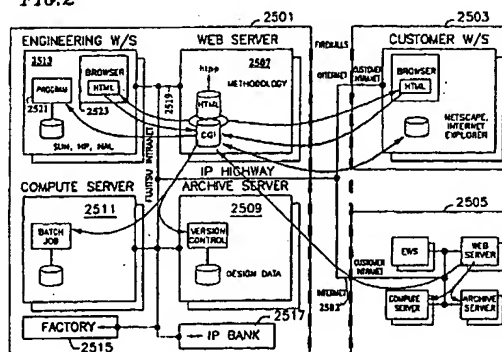 FIG.2
2501
2503
ENGINEERING W/S
WEB SERVER
CUSTOMER W/S
2513
BROWSER
HTML
PROGRAM
2521
2523
SUN, HP, HAL
2519
2507
METHODOLOGY
HTML
CGI
IP HIGHWAY
FIREWALLS
INTERNET
CUSTOMER INTRANET
BROWSER
HTML
NETSCAPE,
INTERNET
EXPLORER
FUJITSU INTRANET
COMPUTE SERVER
ARCHIVE SERVER
2511
2509
BATCH
JOB
VERSION
CONTROL
DESIGN DATA
2505
CUSTOMER
INTRANET
EWS
WEB
SERVER
COMPUTE
SERVER
ARCHIVE
SERVER
INTERNET
FACTORY
2515
IP BANK
2517